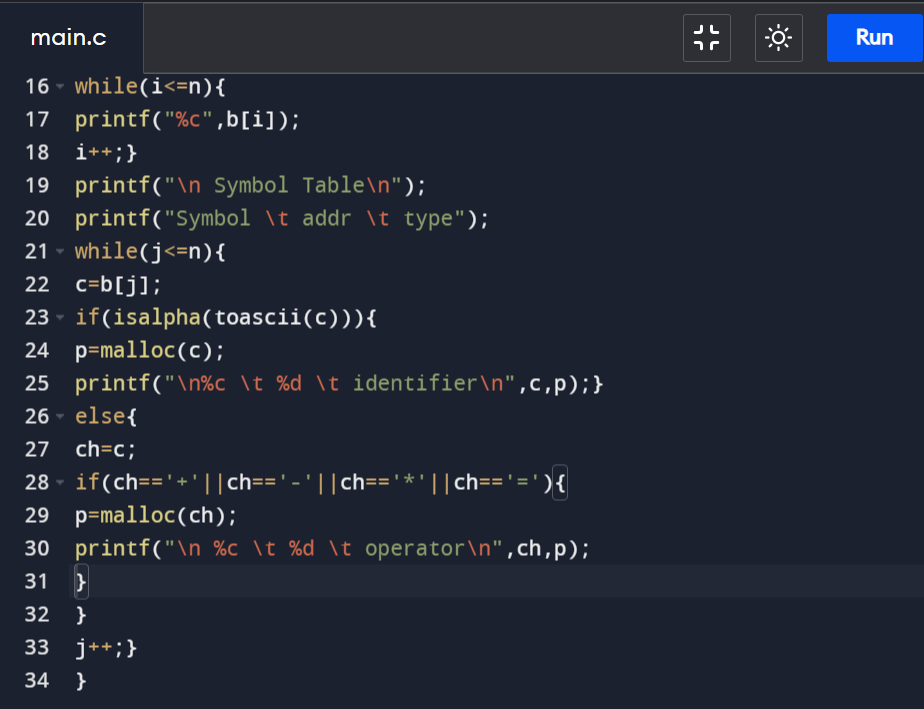 main.c
Run
16 while(i<=n){
17 printf("%c",b[i]);
18 i++;}
19 printf("\n Symbol Table\n");
20 printf("Symbol \t addr \t type");
21 while(j<=n){
22 c=b[j];
23 if(isalpha(toascii(c))){
24 p=malloc(c);
25 printf("\n%c \t %d \t identifier\n",c,p);}
26 else{
27 ch=c;
28 if(ch=='+'||ch=='-'||ch=='*'||ch=='='){
29 p=malloc(ch);
30 printf("\n %c \t %d \t operator\n",ch,p);
31 }
32 }
33 j++;}
34 }